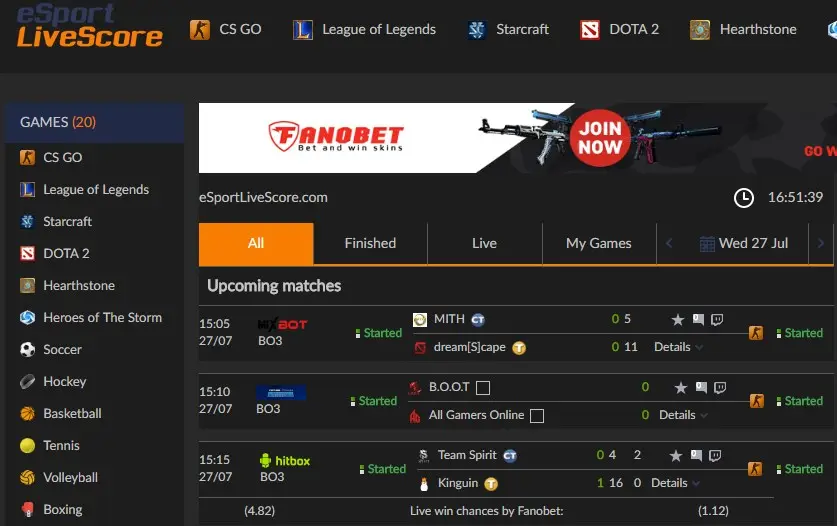 eSport
LiveScore
CS GO
League of Legends
Starcraft
DOTA 2
Hearthstone
GAMES (20)
CS GO
League of Legends
Starcraft
DOTA 2
Hearthstone
Heroes of The Storm
Soccer
Hockey
Basketball
Tennis
Volleyball
Boxing
FANOBET
Bet and win skins
JOIN
NOW
GO W
eSportLiveScore.com
16:51:39
All
Finished
Live
My Games
Wed 27 Jul
Upcoming matches
15:05
27/07
BOT
BO3
Started
MITH CT 0 5
dream[S]cape T 0 11 Details
Started
15:10
27/07
BO3
Started
B.O.O.T 0
All Gamers Online 0 Details
Started
15:15
27/07
hitbox
BO3
Started
Team Spirit CT 0 4 2
Kinguin T 1 16 0 Details
Started
(4.82) Live win chances by Fanobet: (1.12)